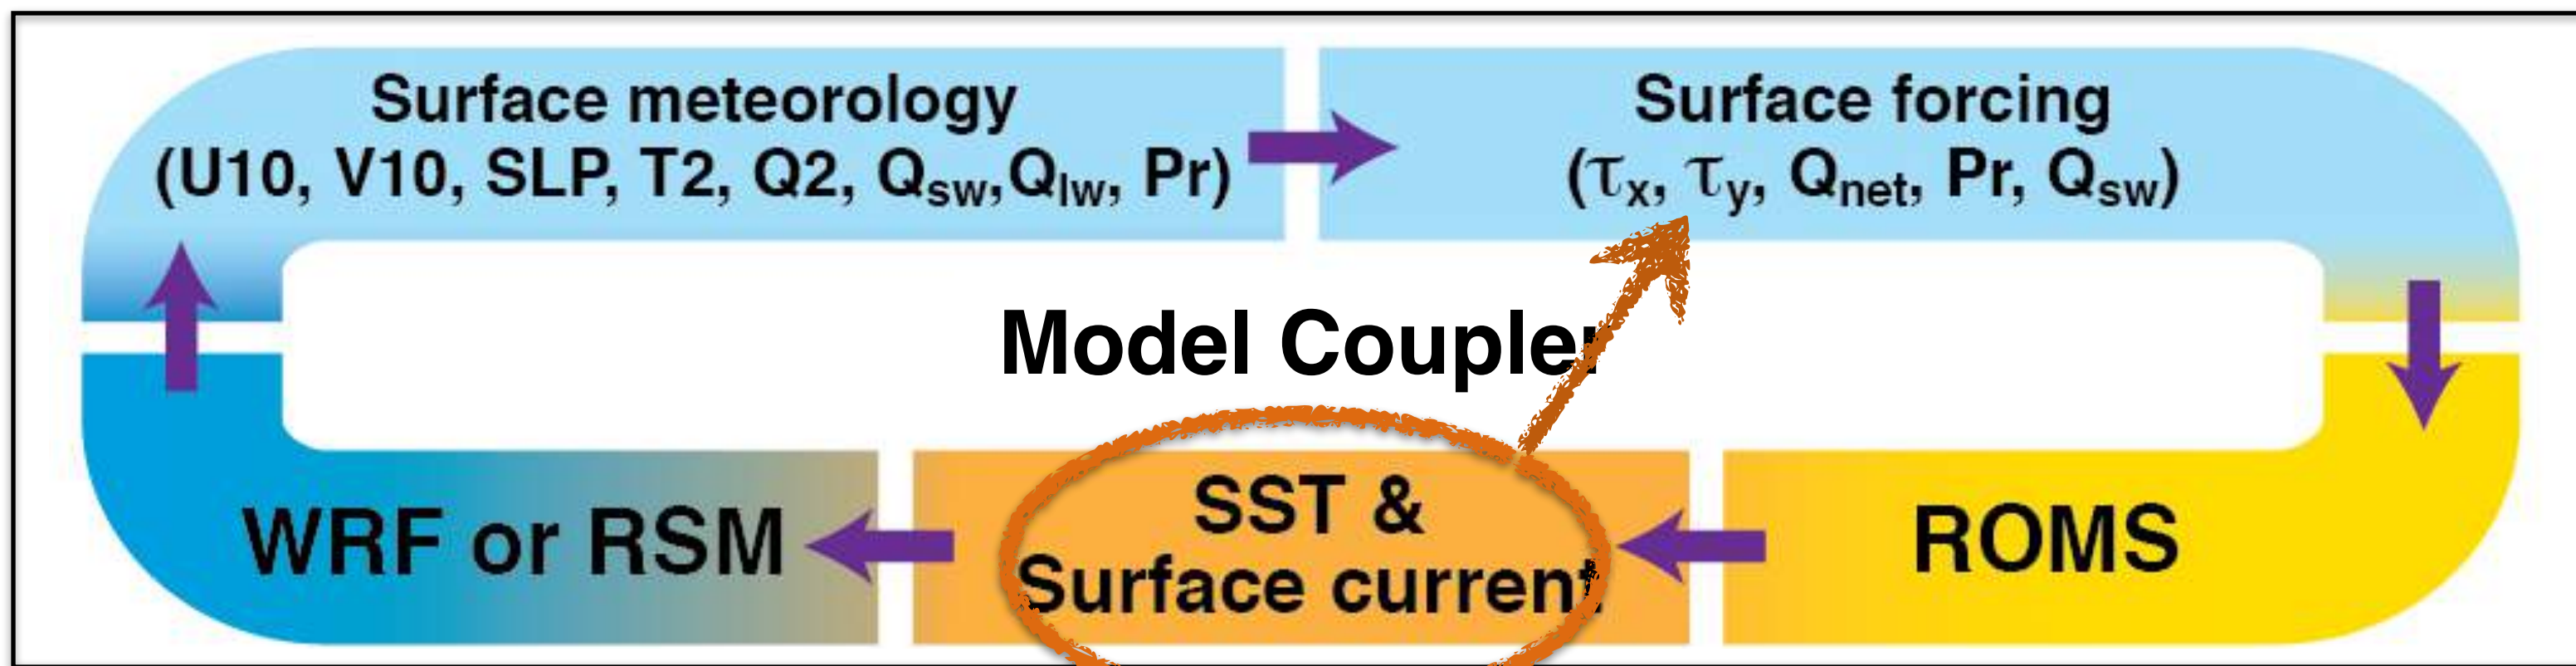 Surface meteorology
(U10, V10, SLP, T2, Q2, Qsw,Qlw, Pr)
Surface forcing
(τx, τy, Qnet, Pr, Qsw)
Model Coupler
WRF or RSM
SST &
Surface current
ROMS